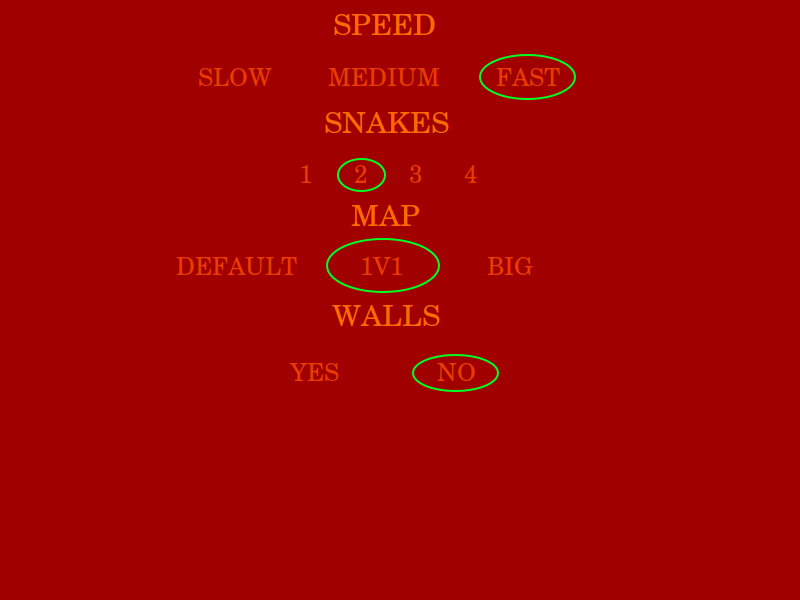 SPEED
SLOW MEDIUM FAST
SNAKES
1 2 3 4
MAP
DEFAULT 1V1 BIG
WALLS
YES NO